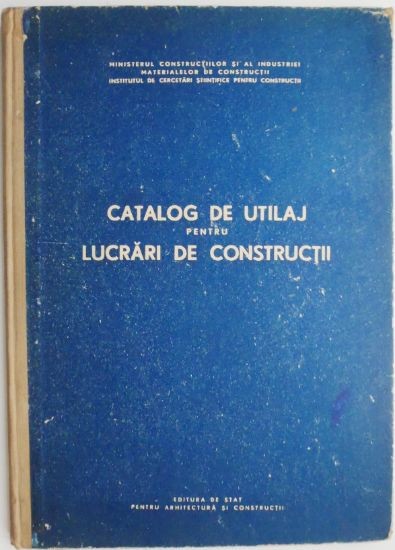 MINISTERUL CONSTRUCȚIILOR ȘI AL INDUSTRIEI
MATERIALELOR DE CONSTRUCȚII
INSTITUTUL DE CERCETĂRI ȘTIINȚIFICE PENTRU CONSTRUCȚII
CATALOG DE UTILAJ
PENTRU
LUCRĂRI DE CONSTRUCȚII
EDITURA DE STAT
PENTRU ARHITECTURĂ ȘI CONSTRUCȚII